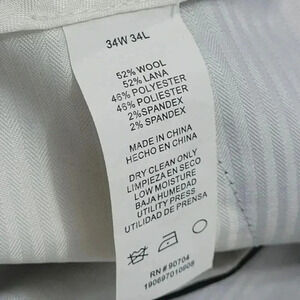 34W 34L
52% WOOL
52% LANA
46% POLYESTER
46% POLIESTER
2%SPANDEX
2% SPANDEX
MADE IN CHINA
HECHO EN CHINA
DRY CLEAN ONLY
LIMPIEZA EN SECO
LOW MOISTURE
BAJA HUMEDAD
UTILITY PRESS
UTILIDAD DE PRENSA
RN # 90704
190697010608